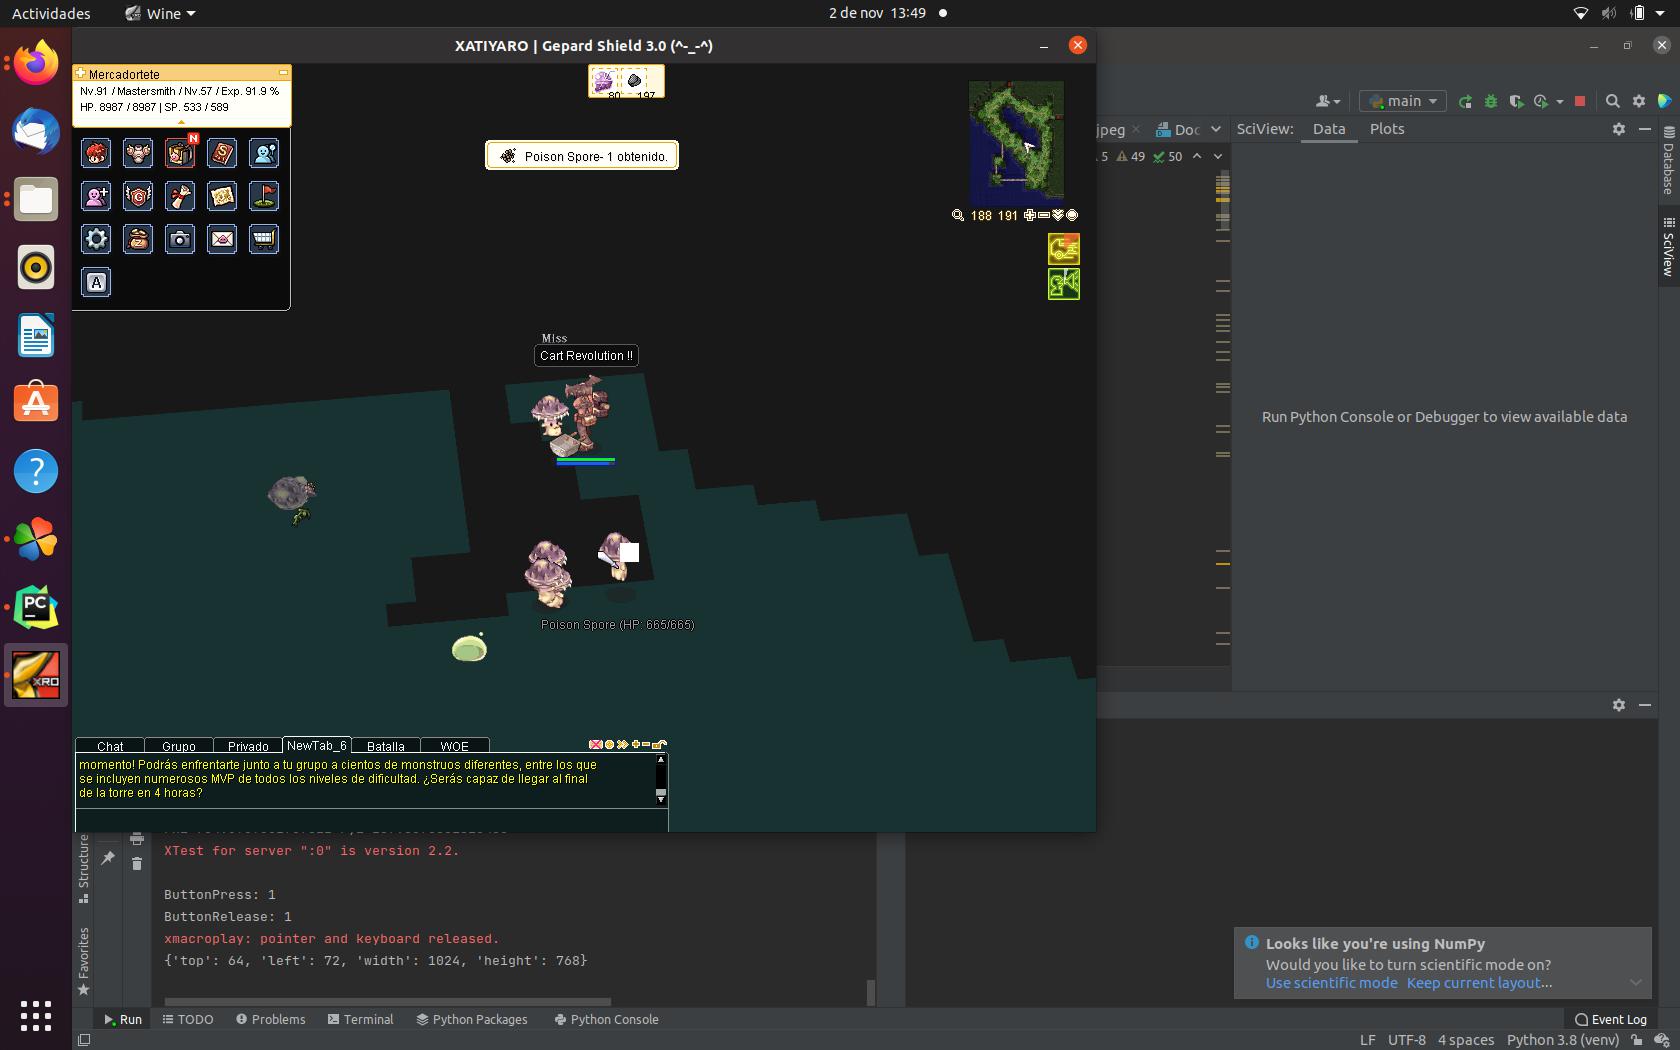 Actividades
Wine
2 de nov 13:49
XATIYARO | Gepard Shield 3.0 (^-_-^)
Mercadortete
Nv.91 / Mastersmith / Nv.57 / Exp. 91.9 %
HP. 8987 / 8987 | SP. 533 / 589
N
A
80 197
Poison Spore- 1 obtenido.
188 191
Miss
Cart Revolution !!
Poison Spore (HP: 665/665)
Chat
Grupo
Privado
NewTab_6
Batalla
WOE
momento! Podrás enfrentarte junto a tu grupo a cientos de monstruos diferentes, entre los que
se incluyen numerosos MVP de todos los niveles de dificultad. ¿Serás capaz de llegar al final
de la torre en 4 horas?
main
jpeg
Doc
SciView:
Data
Plots
5 49 50
Database
SciView
Run Python Console or Debugger to view available data
PC
XRO
XTest for server ":0" is version 2.2.
ButtonPress: 1
ButtonRelease: 1
xmacroplay: pointer and keyboard released.
{'top': 64, 'left': 72, 'width': 1024, 'height': 768}
Structure
Favorites
Looks like you're using NumPy
Would you like to turn scientific mode on?
Use scientific mode Keep current layout...
Run
TODO
Problems
Terminal
Python Packages
Python Console
Event Log
LF UTF-8 4 spaces Python 3.8 (venv)